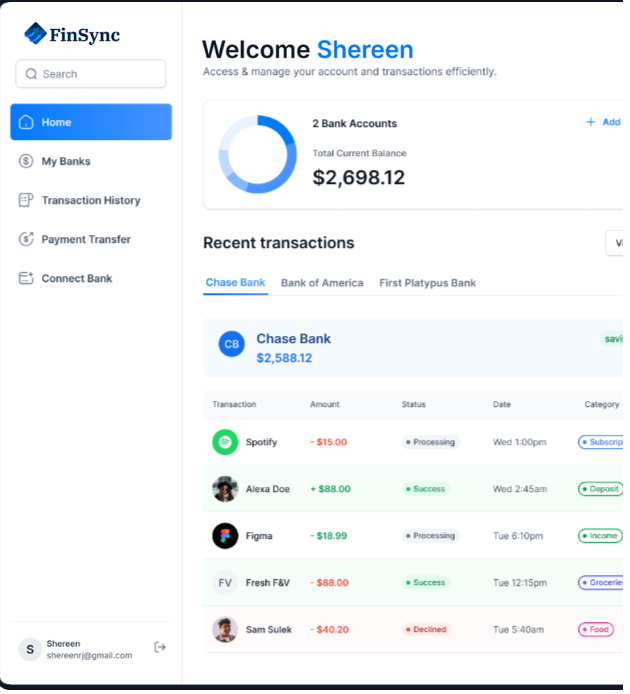 FinSync
Search
Home
My Banks
Transaction History
Payment Transfer
Connect Bank
S
Shereen
shereenrj@gmail.com
Welcome Shereen
Access & manage your account and transactions efficiently.
2 Bank Accounts
+ Add
Total Current Balance
$2,698.12
Recent transactions
Chase Bank Bank of America First Platypus Bank
CB
Chase Bank
$2,588.12
Transaction Amount Status Date Category
Spotify - $15.00 Processing Wed 1:00pm
Alexa Doe + $88.00 Success Wed 2:45am Deposit
Figma - $18.99 Processing Tue 6:10pm Income
FV Fresh F&V - $88.00 Success Tue 12:15pm
Sam Sulek - $40.20 Declined Tue 5:40am Food